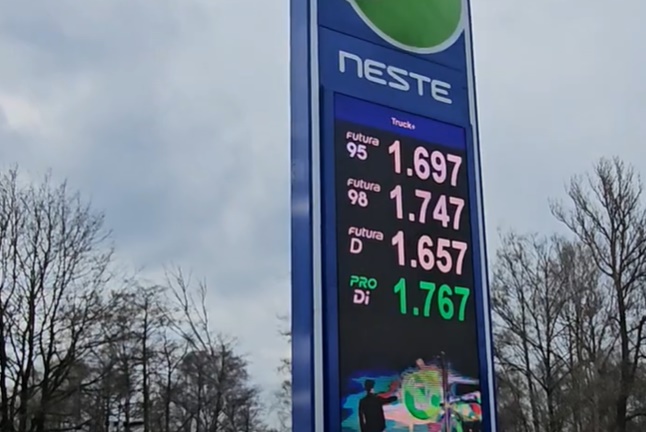 NESTE
Truck+
Futura 95 1.697
Futura 98 1.747
Futura D 1.657
PRO Di 1.767